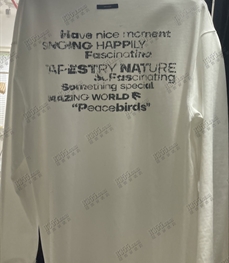 Have nice moment
SINGING HAPPILY
Fascinating
TAPESTRY NATURE
& Fascinating
Something special
AMAZING WORLD &
"Peacebirds"